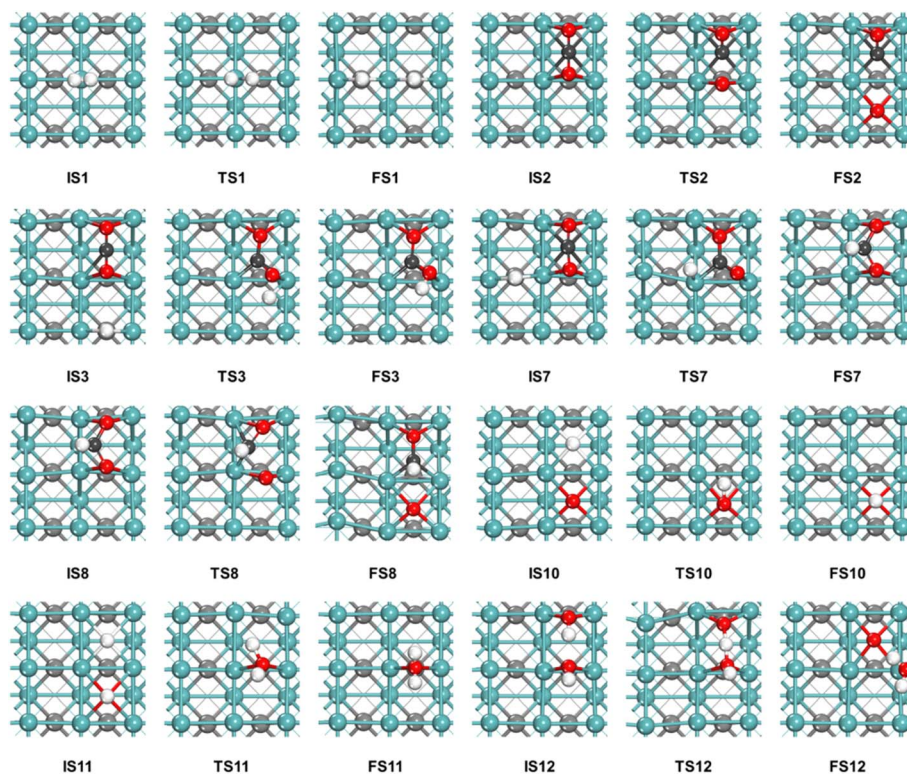 IS1 TS1 FS1 IS2 TS2 FS2
IS3 TS3 FS3 IS7 TS7 FS7
IS8 TS8 FS8 IS10 TS10 FS10
IS11 TS11 FS11 IS12 TS12 FS12